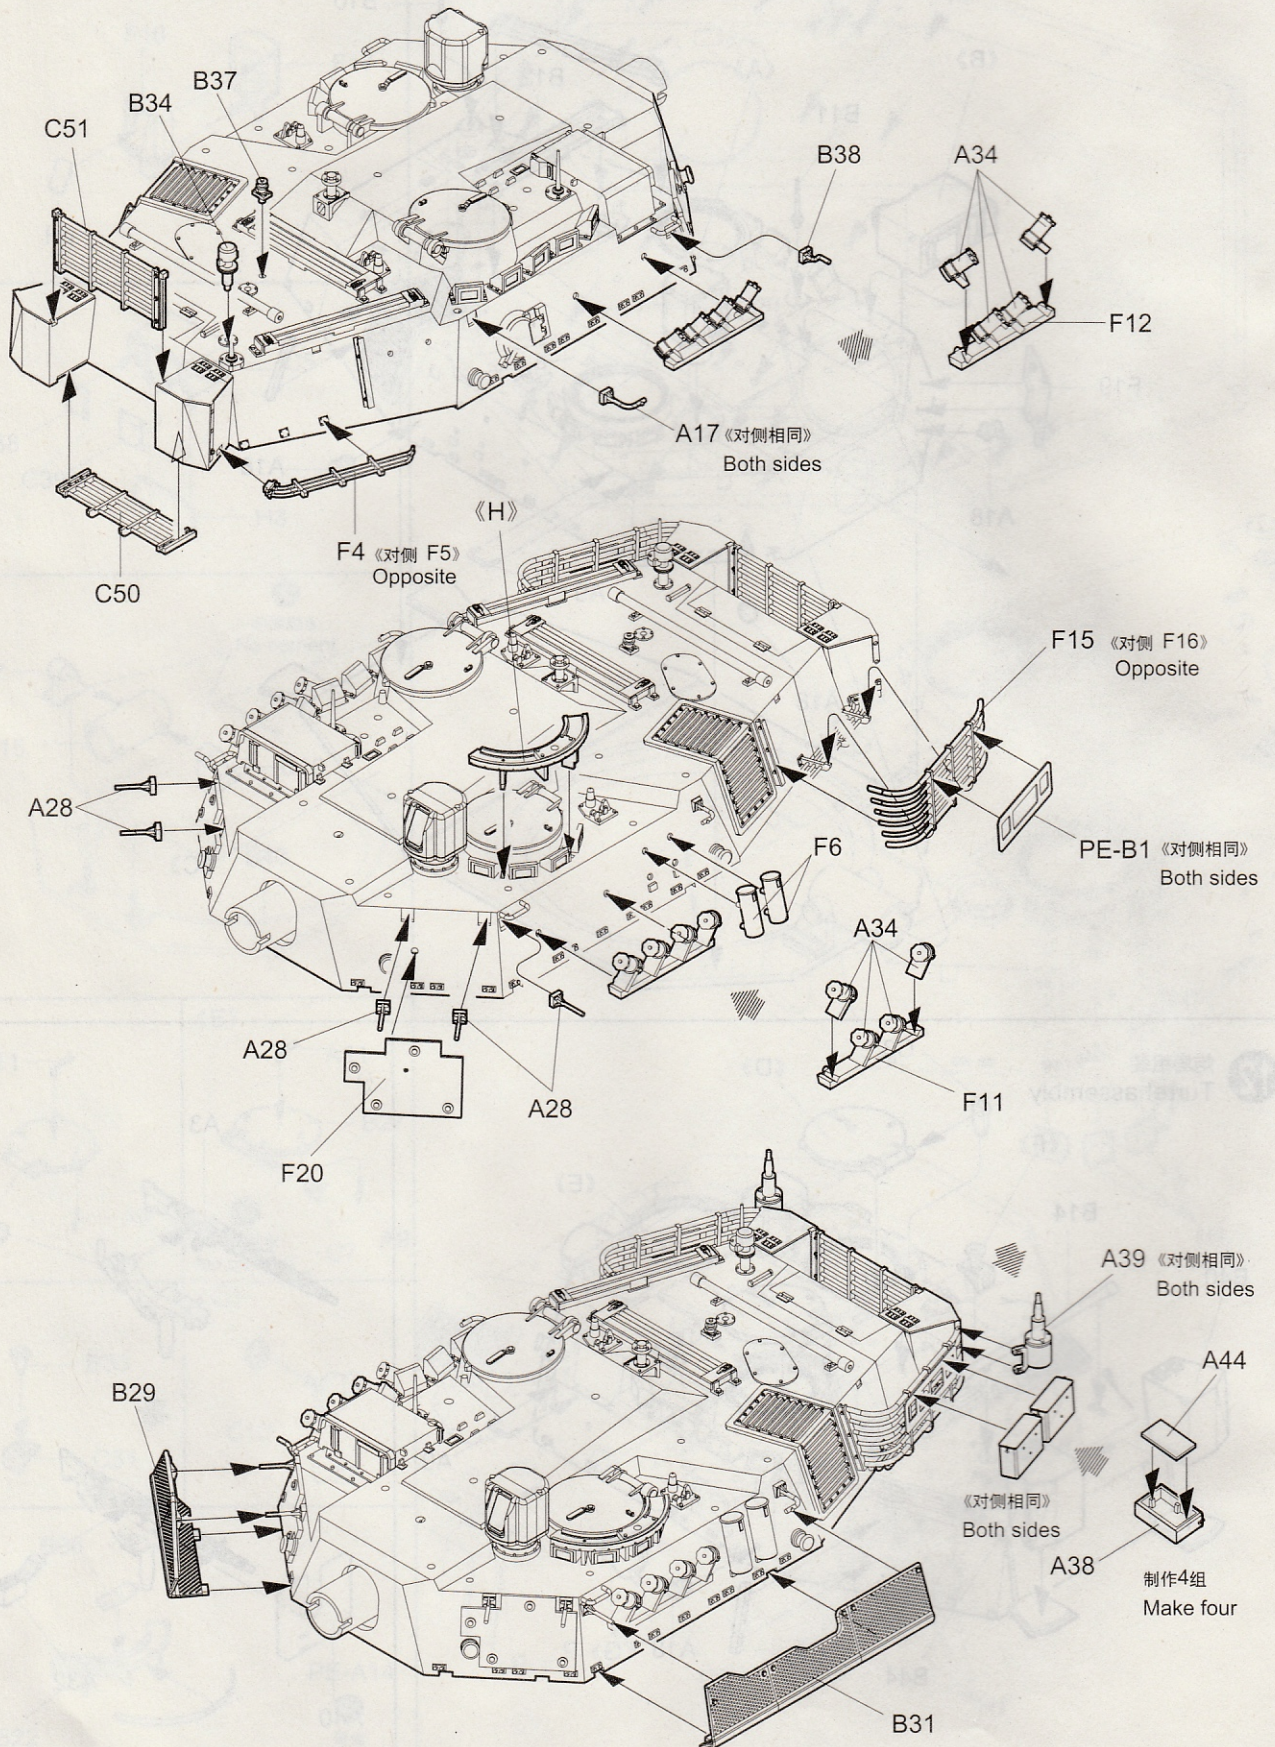 B37
B34
C51
B38
A34
F12
A17《对侧相同》
Both sides
《H》
F4《对侧 F5》
Opposite
C50
F15《对侧 F16》
Opposite
A28
F6
PE-B1《对侧相同》
Both sides
A34
A28
A28
F11
F20
A39《对侧相同》
Both sides
A44
B29
《对侧相同》
Both sides
A38
制作4组
Make four
B31